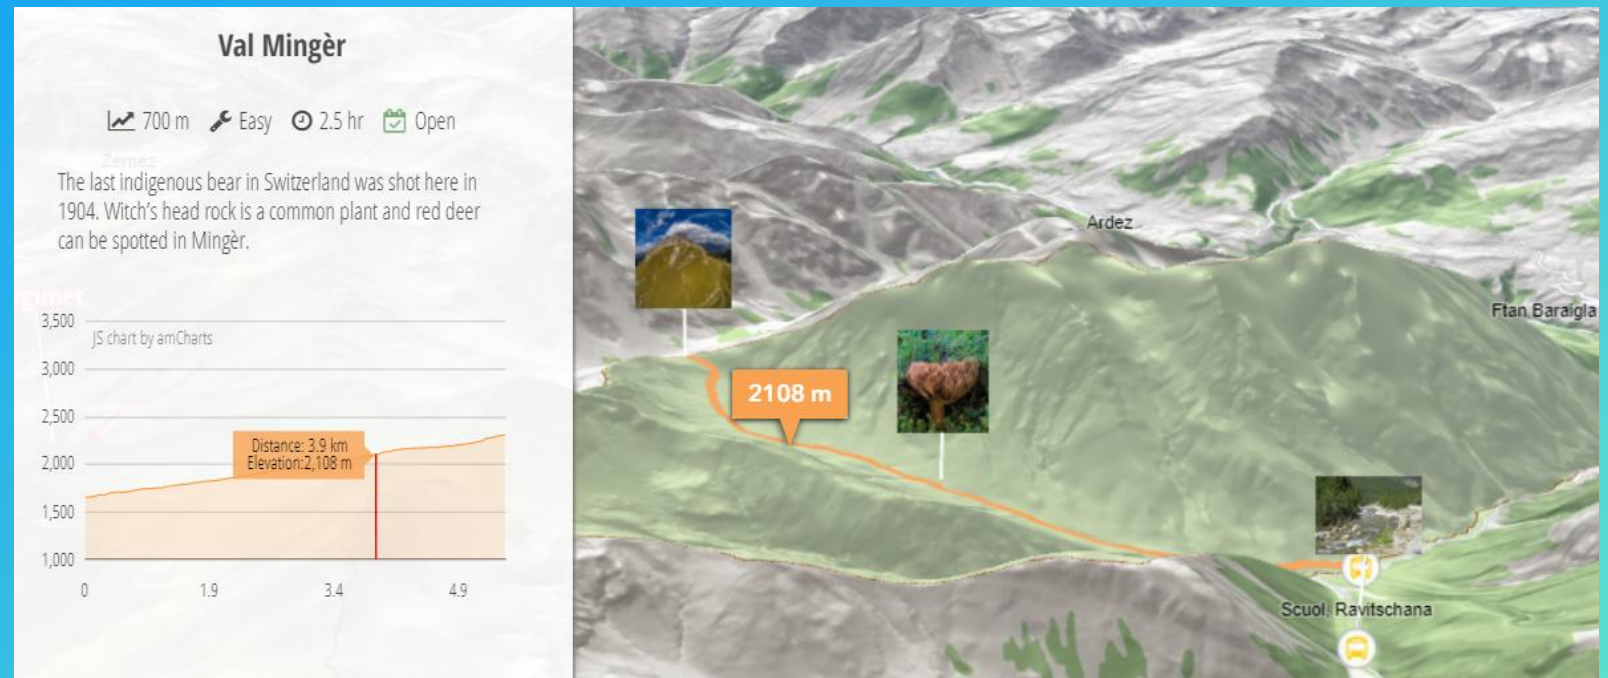 Val Mingèr
700 m Easy 2.5 hr Open
Zernez
The last indigenous bear in Switzerland was shot here in
1904. Witch's head rock is a common plant and red deer
can be spotted in Mingèr.
rgunet
3,500
JS chart by amCharts
3,000
2,500
Distance: 3.9 km
Elevation:2,108 m
2,000
1,500
1,000
0 1.9 3.4 4.9
Ardez
Ftan Baraigla
2108 m
Scuol, Ravitschana